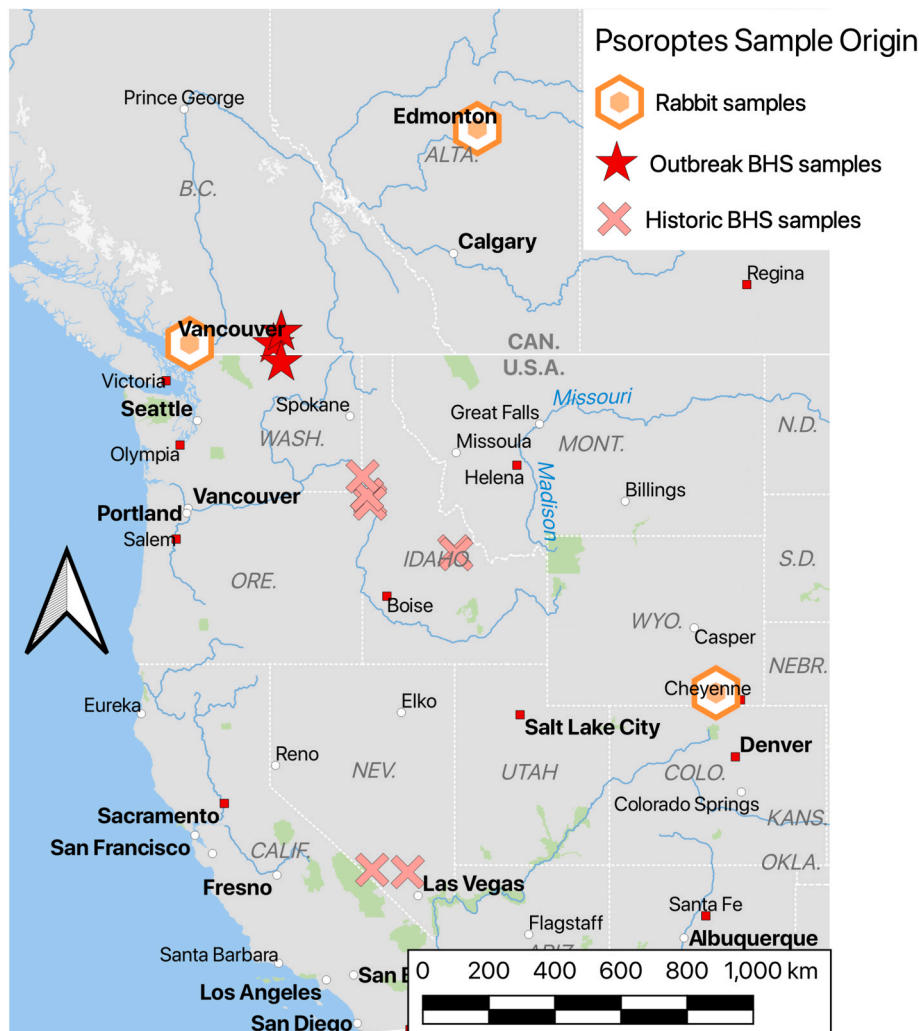 Psoroptes Sample Origin
Rabbit samples
Outbreak BHS samples
Historic BHS samples
Prince George
Edmonton
ALTA.
B.C.
Calgary
Regina
Vancouver
CAN.
U.S.A.
Victoria
Seattle
Spokane
Great Falls
Missouri
N.D.
WASH.
Missoula
MONT.
Olympia
Helena
Madison
Billings
Vancouver
Portland
Salem
IDAHO.
S.D.
ORE.
Boise
WYO.
Casper
NEBR.
Cheyenne
Eureka
Elko
Salt Lake City
Denver
Reno
NEV.
UTAH
COLO.
Colorado Springs
KANS.
Sacramento
San Francisco
CALIF.
OKLA.
Fresno
Las Vegas
Santa Fe
Flagstaff
Albuquerque
Santa Barbara
San
Los Angeles
San Diego
0 200 400 600 800 1,000 km